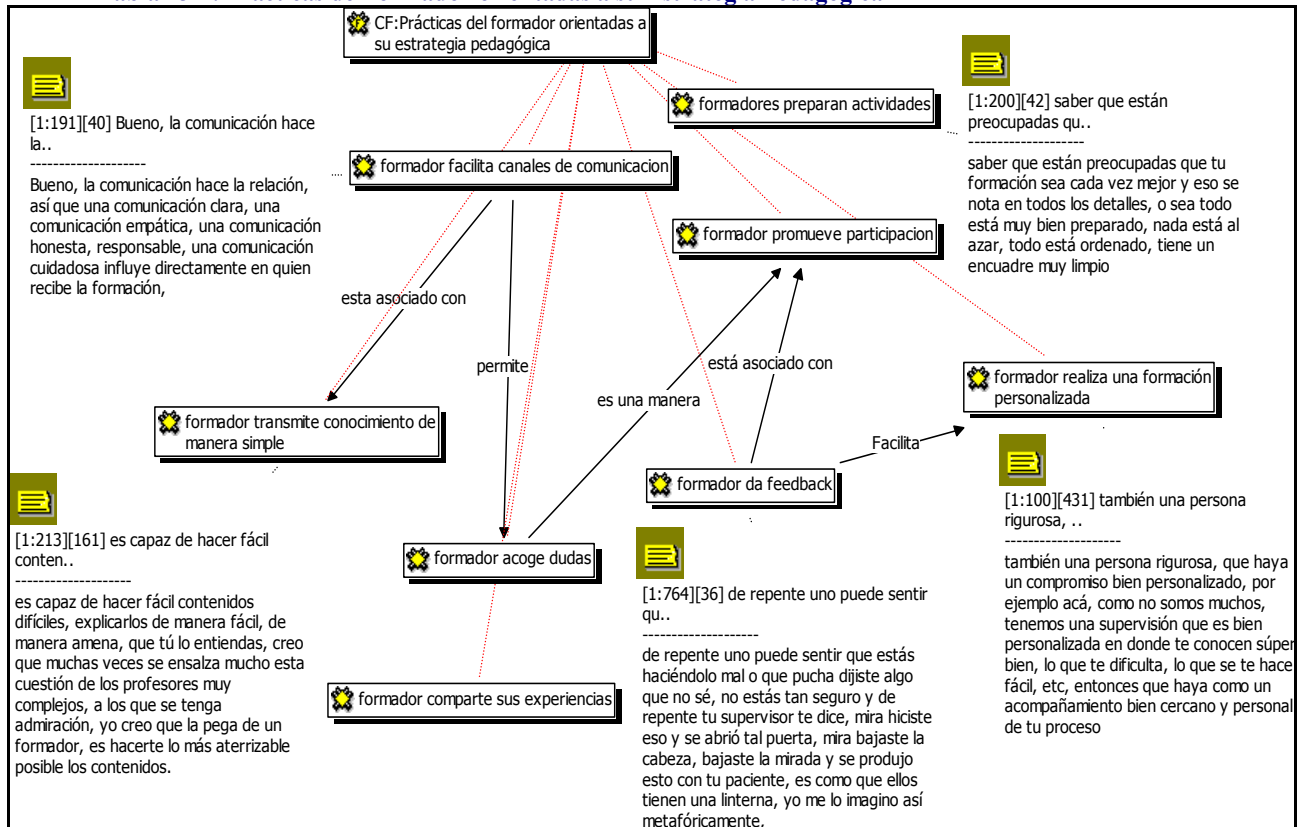 CF:Prácticas del formador orientadas a
su estrategia pedagógica
formadores preparan actividades
[1:191][40] Bueno, la comunicación hace
la..
--------------------
Bueno, la comunicación hace la relación,
así que una comunicación clara, una
comunicación empática, una comunicación
honesta, responsable, una comunicación
cuidadosa influye directamente en quien
recibe la formación,
formador facilita canales de comunicacion
[1:200][42] saber que están
preocupadas qu..
--------------------
saber que están preocupadas que tu
formación sea cada vez mejor y eso se
nota en todos los detalles, o sea todo
está muy bien preparado, nada está al
azar, todo está ordenado, tiene un
encuadre muy limpio
formador promueve participacion
esta asociado con
permite
está asociado con
es una manera
formador realiza una formación
personalizada
formador transmite conocimiento de
manera simple
Facilita
formador da feedback
formador acoge dudas
formador comparte sus experiencias
[1:213][161] es capaz de hacer fácil
conten..
--------------------
es capaz de hacer fácil contenidos
difíciles, explicarlos de manera fácil, de
manera amena, que tú lo entiendas, creo
que muchas veces se ensalza mucho esta
cuestión de los profesores muy
complejos, a los que se tenga
admiración, yo creo que la pega de un
formador, es hacerte lo más aterrizable
posible los contenidos.
[1:764][36] de repente uno puede sentir
qu..
--------------------
de repente uno puede sentir que estás
haciéndolo mal o que pucha dijiste algo
que no sé, no estás tan seguro y de
repente tu supervisor te dice, mira hiciste
eso y se abrió tal puerta, mira bajaste la
cabeza, bajaste la mirada y se produjo
esto con tu paciente, es como que ellos
tienen una linterna, yo me lo imagino así
metafóricamente,
[1:100][431] también una persona
rigurosa, ..
--------------------
también una persona rigurosa, que haya
un compromiso bien personalizado, por
ejemplo acá, como no somos muchos,
tenemos una supervisión que es bien
personalizada en donde te conocen súper
bien, lo que te dificulta, lo que se te hace
fácil, etc, entonces que haya como un
acompañamiento bien cercano y personal
de tu proceso